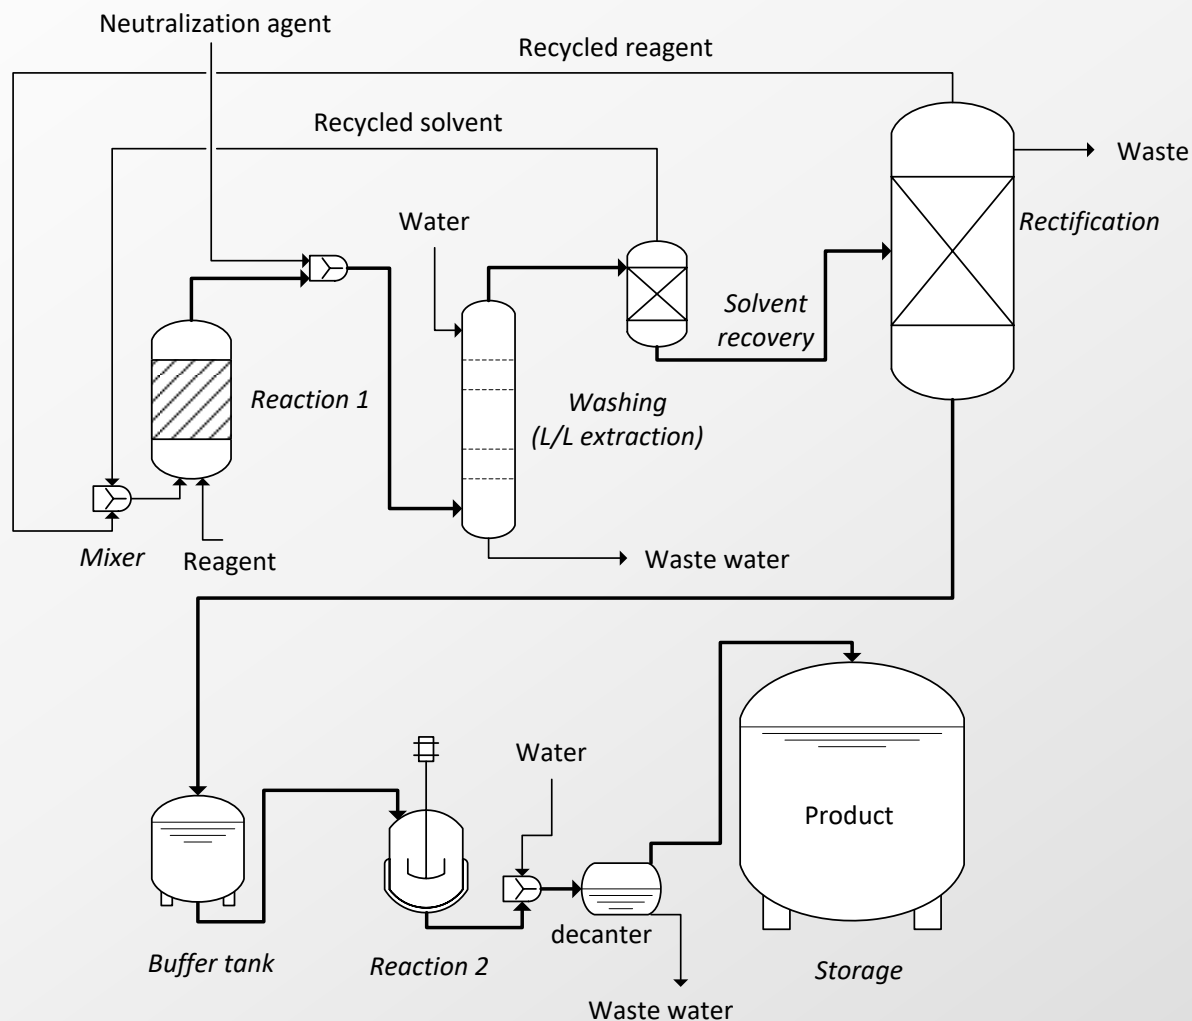 Neutralization agent
Recycled reagent
Recycled solvent
Waste
Water
Rectification
Solvent
recovery
Reaction 1
Washing
(L/L extraction)
Mixer
Reagent
Waste water
Water
Product
decanter
Buffer tank
Reaction 2
Storage
Waste water